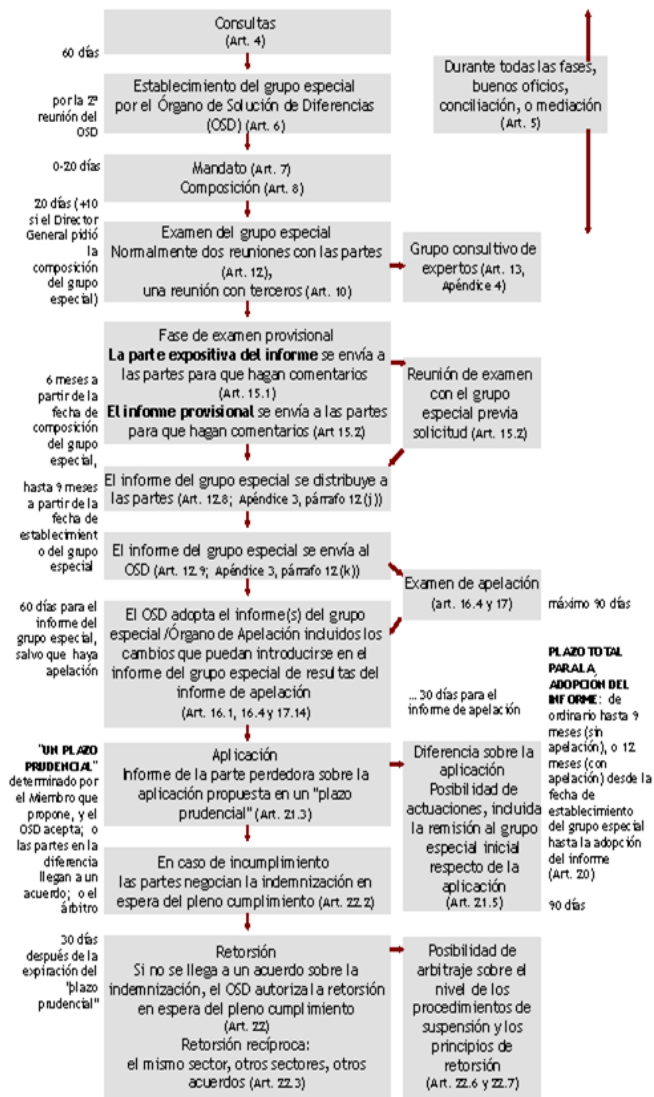 Consultas
(Art. 4)
60 días
Durante todas las fases,
buenos oficios,
conciliación, o mediación
(Art. 5)
Establecimiento del grupo especial
por el Órgano de Solución de Diferencias
(OSD) (Art. 6)
por la 2ª
reunión del
OSD
0-20 días
Mandato (Art. 7)
Composición (Art. 8)
20 días (+10
si el Director
General pidió
la
composición
del grupo
especial)
Examen del grupo especial
Normalmente dos reuniones con las partes
(Art. 12),
una reunión con terceros (Art. 10)
Grupo consultivo de
expertos (Art. 13,
Apéndice 4)
Fase de examen provisional
La parte expositiva del informe se envía a
las partes para que hagan comentarios
(Art. 15.1)
El informe provisional se envía a las partes
para que hagan comentarios (Art. 15.2)
Reunión de examen
con el grupo
especial previa
solicitud (Art. 15.2)
6 meses a
partir de la
fecha de
composición
del grupo
especial,
hasta 9 meses
a partir de la
fecha de
establecimient
o del grupo
especial
El informe del grupo especial se distribuye a
las partes (Art. 12.8; Apéndice 3, párrafo 12(j))
El informe del grupo especial se envía al
OSD (Art. 12.9; Apéndice 3, párrafo 12(k))
Examen de apelación
(art. 16.4 y 17)
máximo 90 días
60 días para el
informe del
grupo especial,
salvo que haya
apelación
El OSD adopta el informe(s) del grupo
especial/Órgano de Apelación incluidos los
cambios que puedan introducirse en el
informe del grupo especial de resultas del
informe de apelación
(Art. 16.1, 16.4 y 17.14)
... 30 días para el
informe de apelación
PLAZO TOTAL
PARA LA
ADOPCIÓN DEL
INFORME: de
ordinario hasta 9
meses (sin
apelación), o 12
meses (con
apelación) desde la
fecha de
establecimiento
del grupo especial
hasta la adopción
del informe
(Art. 20)
"UN PLAZO
PRUDENCIAL"
determinado por
el Miembro que
propone, y el
OSD acepta; o
las partes en la
diferencia
llegan a un
acuerdo; o el
árbitro
Aplicación
Informe de la parte perdedora sobre la
aplicación propuesta en un "plazo
prudencial" (Art. 21.3)
Diferencia sobre la
aplicación
Posibilidad de
actuaciones, incluida
la remisión al grupo
especial inicial
respecto de la
aplicación
(Art. 21.5)
90 días
En caso de incumplimiento
las partes negocian la indemnización en
espera del pleno cumplimiento (Art. 22.2)
30 días
después de la
expiración del
"plazo
prudencial"
Retorsión
Si no se llega a un acuerdo sobre la
indemnización, el OSD autoriza la retorsión
en espera del pleno cumplimiento
(Art. 22)
Retorsión recíproca:
el mismo sector, otros sectores, otros
acuerdos (Art. 22.3)
Posibilidad de
arbitraje sobre el
nivel de los
procedimientos de
suspensión y los
principios de
retorsión
(Art. 22.6 y 22.7)